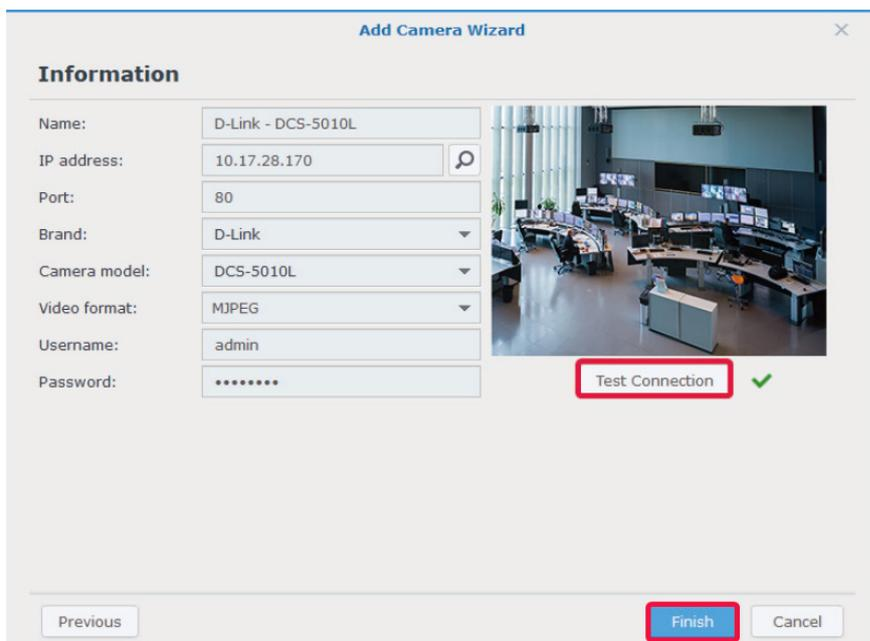 Add Camera Wizard
Information
Name: D-Link - DCS-5010L
IP address: 10.17.28.170
Port: 80
Brand: D-Link
Camera model: DCS-5010L
Video format: MJPEG
Username: admin
Password: ••••••••
Test Connection
Previous Finish Cancel